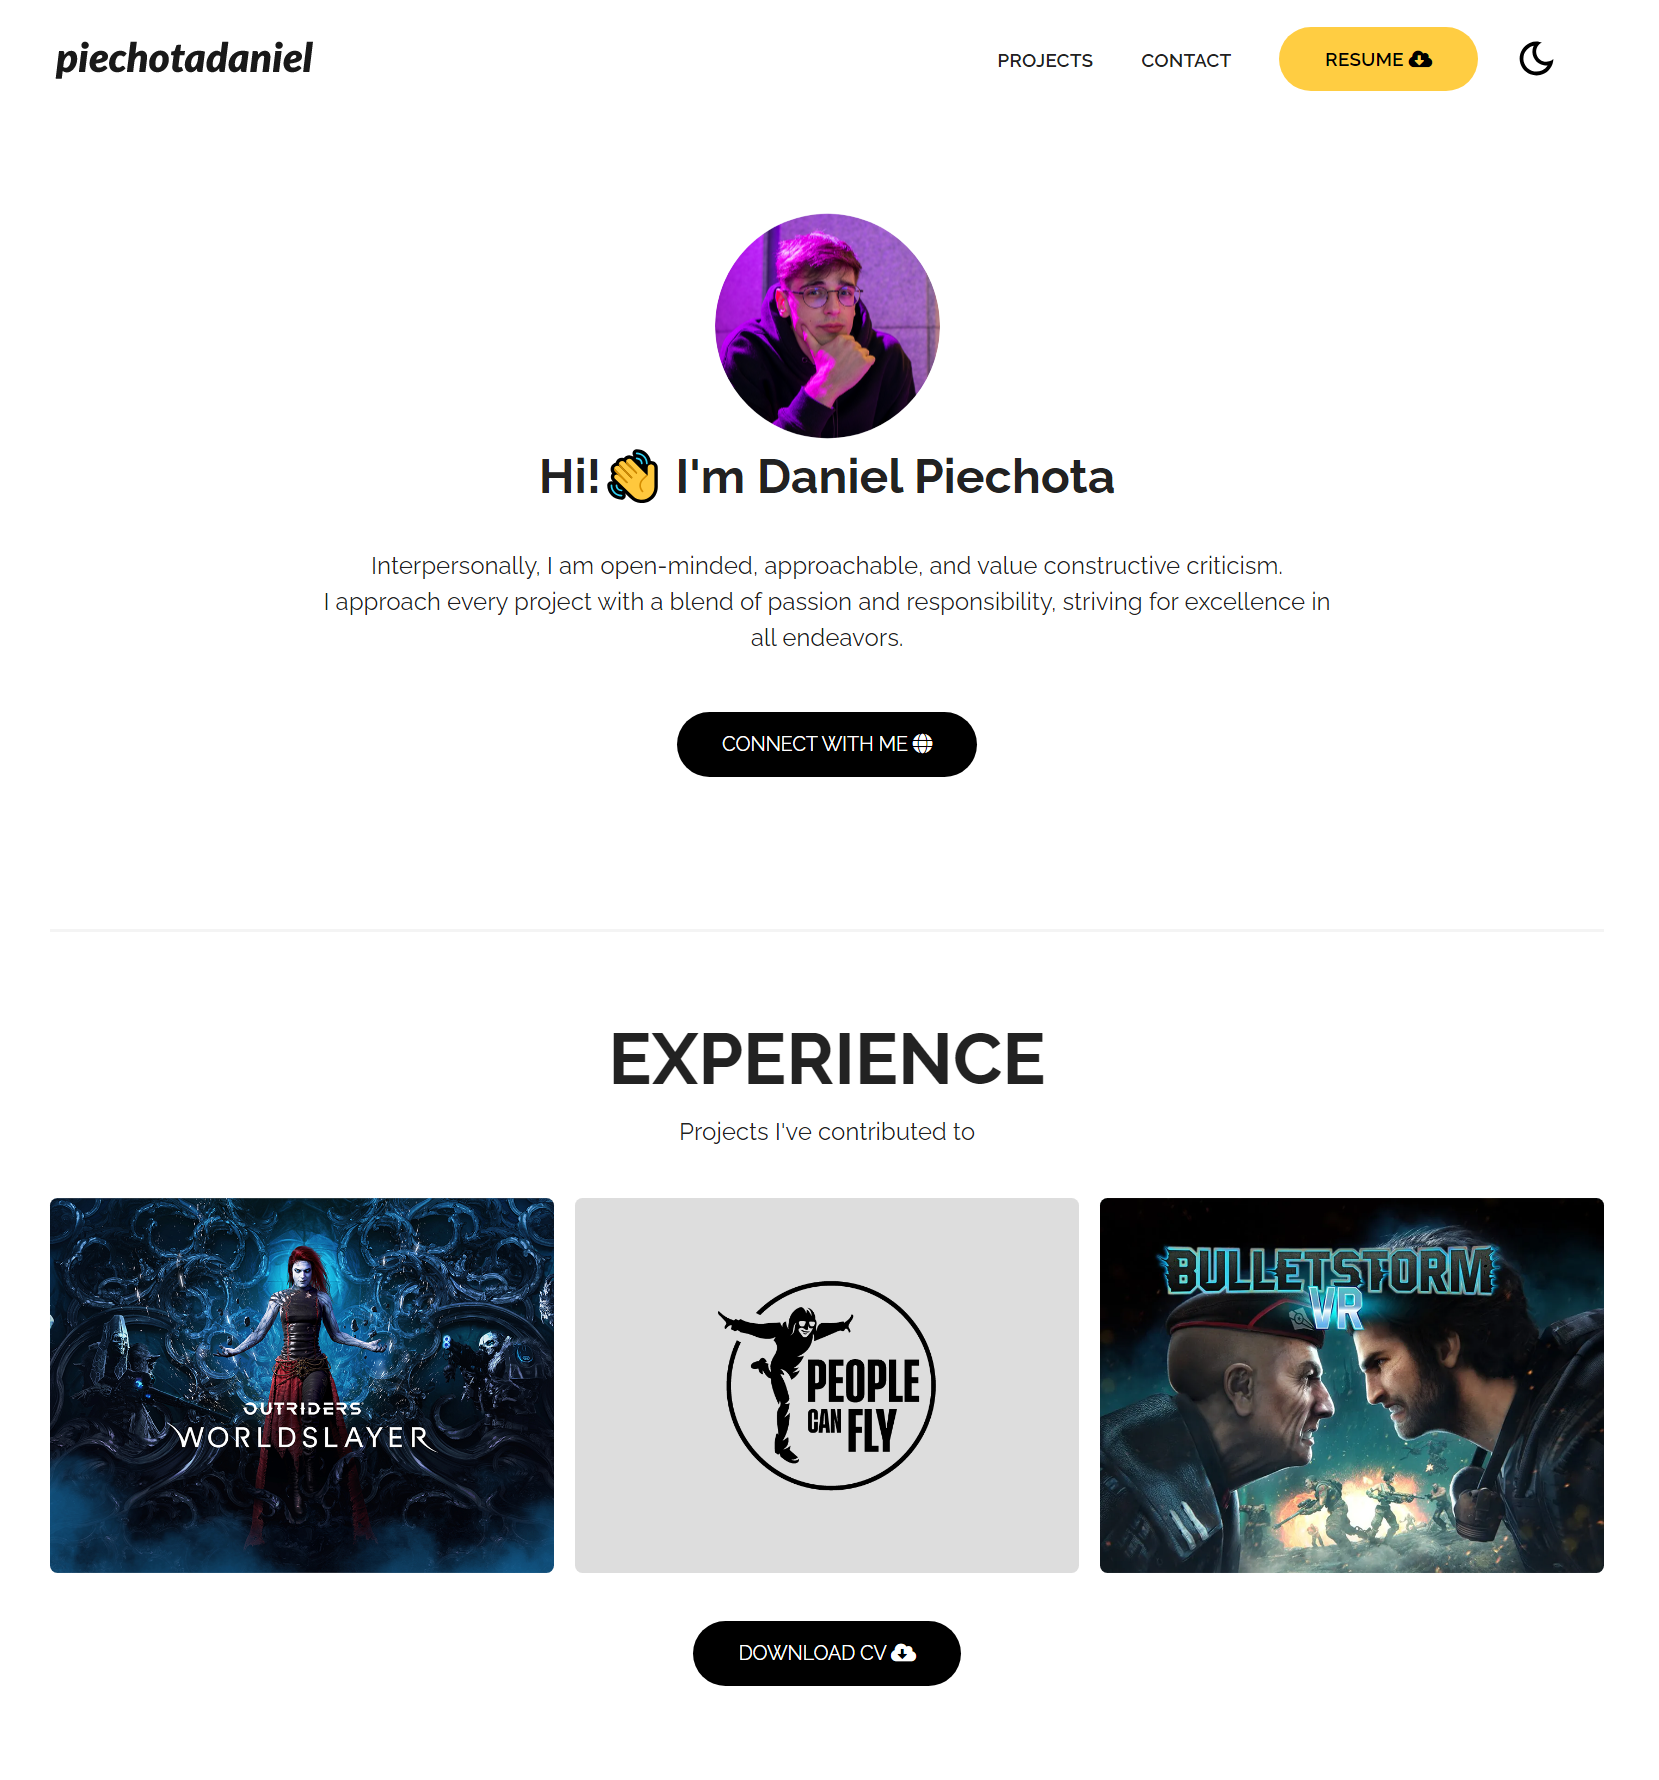 piechotadaniel
PROJECTS
CONTACT
RESUME
Hi!👋 I'm Daniel Piechota
Interpersonally, I am open-minded, approachable, and value constructive criticism.
I approach every project with a blend of passion and responsibility, striving for excellence in
all endeavors.
CONNECT WITH ME
EXPERIENCE
Projects I've contributed to
OUTRIDERS
WORLDSLAYER
PEOPLE
CAN FLY
BULLETSTORM
VR
DOWNLOAD CV